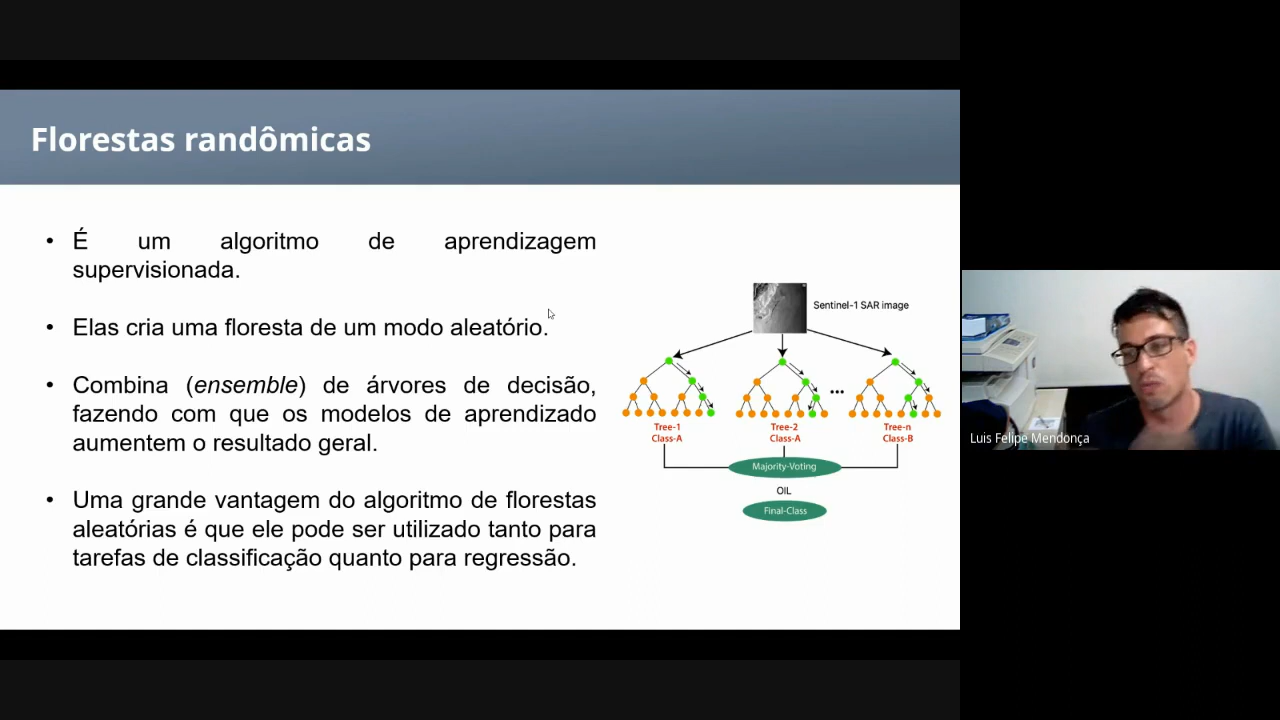 Florestas randômicas
• É um algoritmo de aprendizagem
supervisionada.
• Elas cria uma floresta de um modo aleatório.
• Combina (ensemble) de árvores de decisão,
fazendo com que os modelos de aprendizado
aumentem o resultado geral.
• Uma grande vantagem do algoritmo de florestas
aleatórias é que ele pode ser utilizado tanto para
tarefas de classificação quanto para regressão.
Sentinel-1 SAR image
Tree-1
Class-A
Tree-2
Class-A
Tree-n
Class-B
Majority-Voting
OIL
Final-Class
Luis Felipe Mendonça